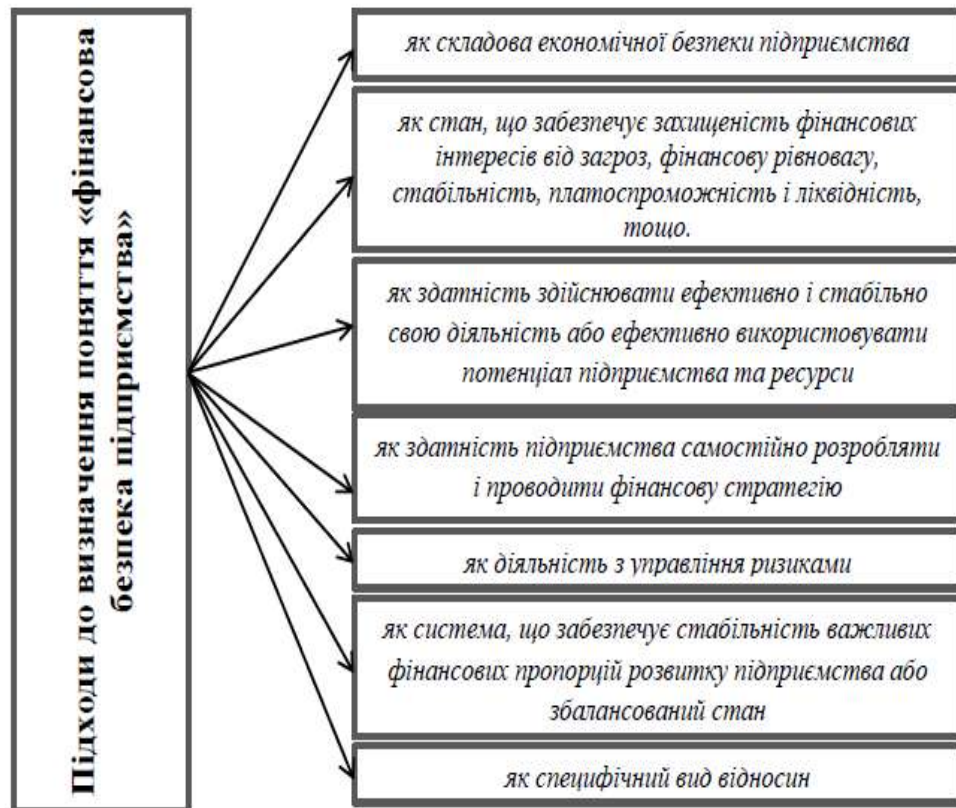 Підходи до визначення поняття «фінансова
безпека підприємства»
як складова економічної безпеки підприємства
як стан, що забезпечує захищеність фінансових
інтересів від загроз, фінансову рівновагу,
стабільність, платоспроможність і ліквідність,
тощо.
як здатність здійснювати ефективно і стабільно
свою діяльність або ефективно використовувати
потенціал підприємства та ресурси
як здатність підприємства самостійно розробляти
і проводити фінансову стратегію
як діяльність з управління ризиками
як система, що забезпечує стабільність важливих
фінансових пропорцій розвитку підприємства або
збалансований стан
як специфічний вид відносин